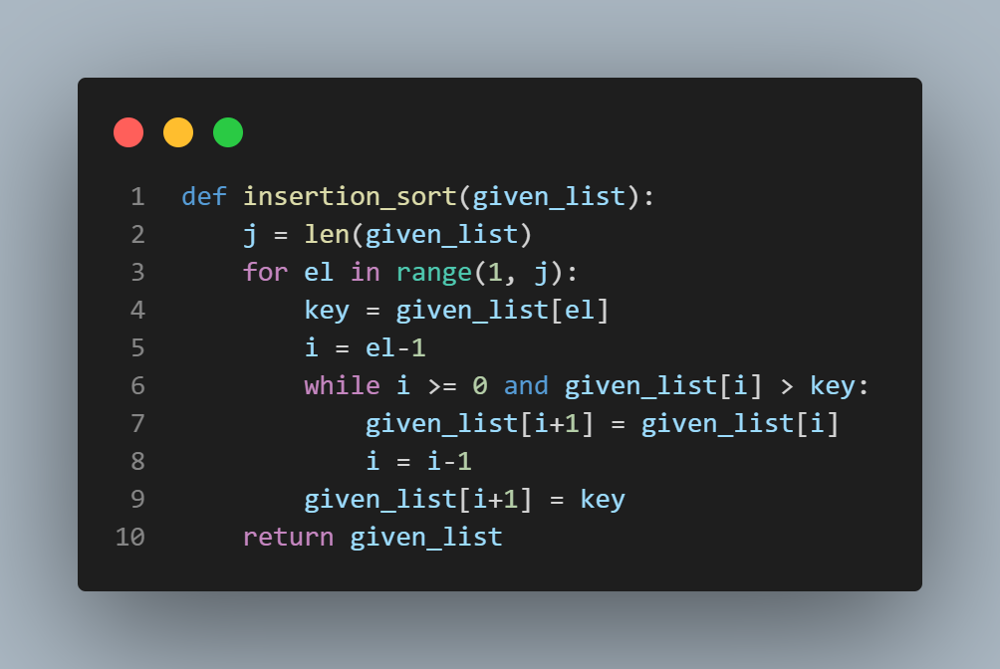 1 def insertion_sort(given_list):
2     j = len(given_list)
3     for el in range(1, j):
4         key = given_list[el]
5         i = el-1
6         while i >= 0 and given_list[i] > key:
7             given_list[i+1] = given_list[i]
8             i = i-1
9         given_list[i+1] = key
10     return given_list